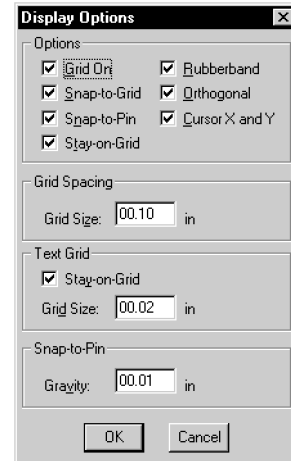 Display Options
Options
Grid On
Rubberband
Snap-to-Grid
Orthogonal
Snap-to-Pin
Cursor X and Y
Stay-on-Grid
Grid Spacing
Grid Size: 00.10 in
Text Grid
Stay-on-Grid
Grid Size: 00.02 in
Snap-to-Pin
Gravity: 00.01 in
OK Cancel